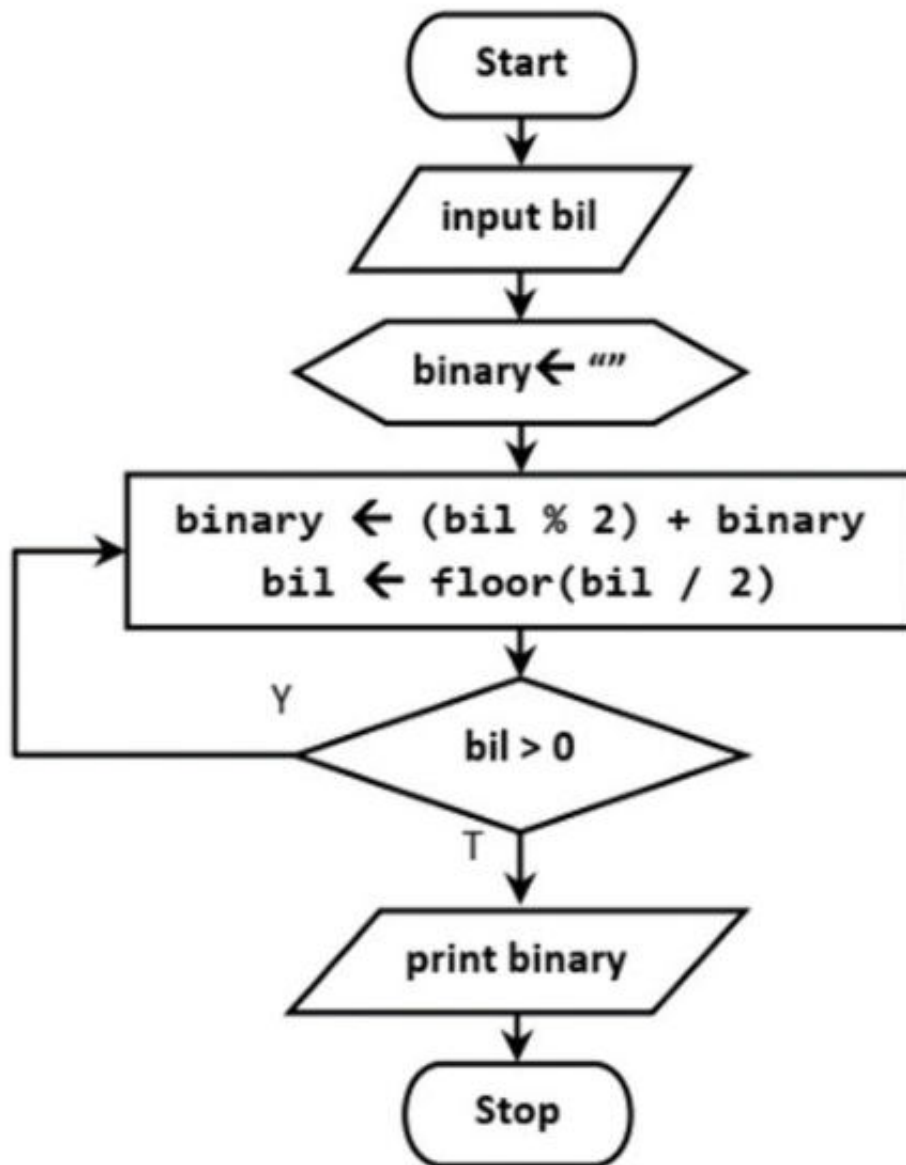 Start
input bil
binary🡨 “”
binary 🡨 (bil % 2) + binary
bil 🡨 floor(bil / 2)
Y
bil > 0
T
print binary
Stop